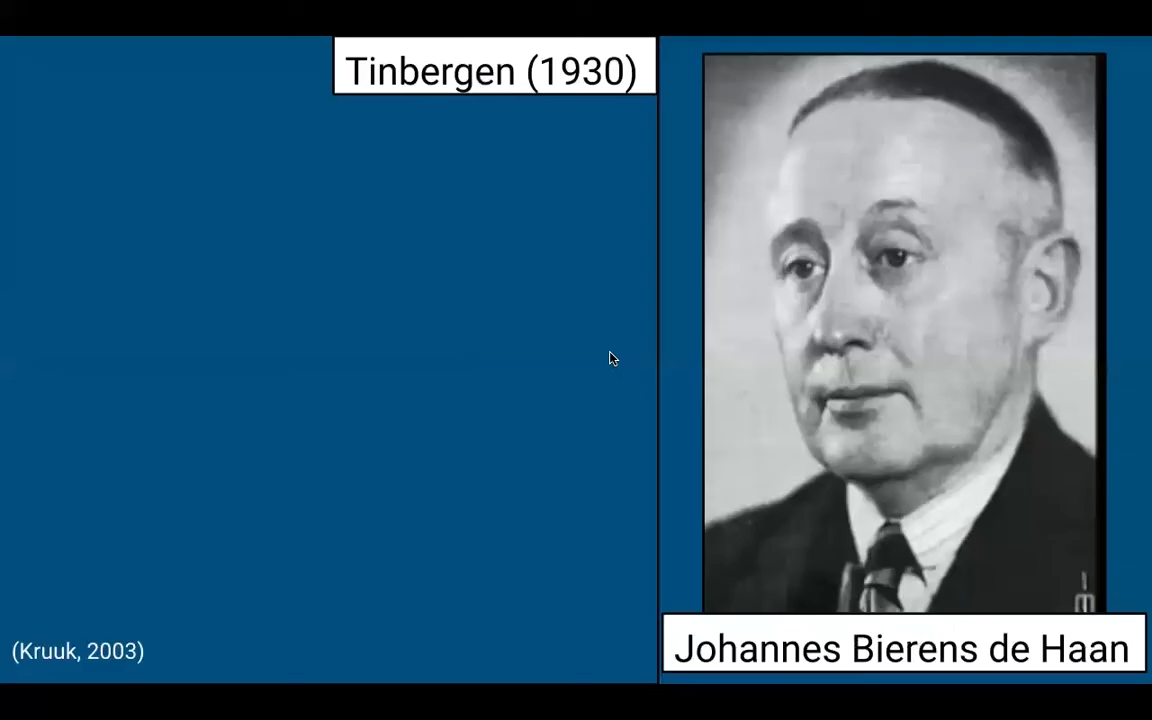 Tinbergen (1930)
(Kruuk, 2003)
Johannes Bierens de Haan